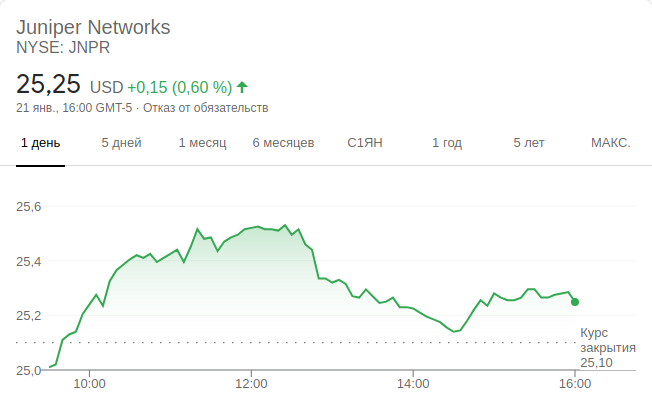 Juniper Networks
NYSE: JNPR
25,25 USD +0,15 (0,60 %)
21 янв., 16:00 GMT-5 · Отказ от обязательств
1 день 5 дней 1 месяц 6 месяцев С1ЯН 1 год 5 лет МАКС.
25,6
25,4
25,2
25,0
Курс
закрытия
25,10
10:00 12:00 14:00 16:00